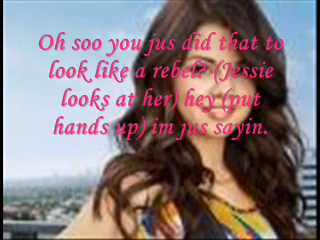 Oh soo you jus did that to
look like a rebel? (Jessie
looks at her) hey (put
hands up) im jus sayin.